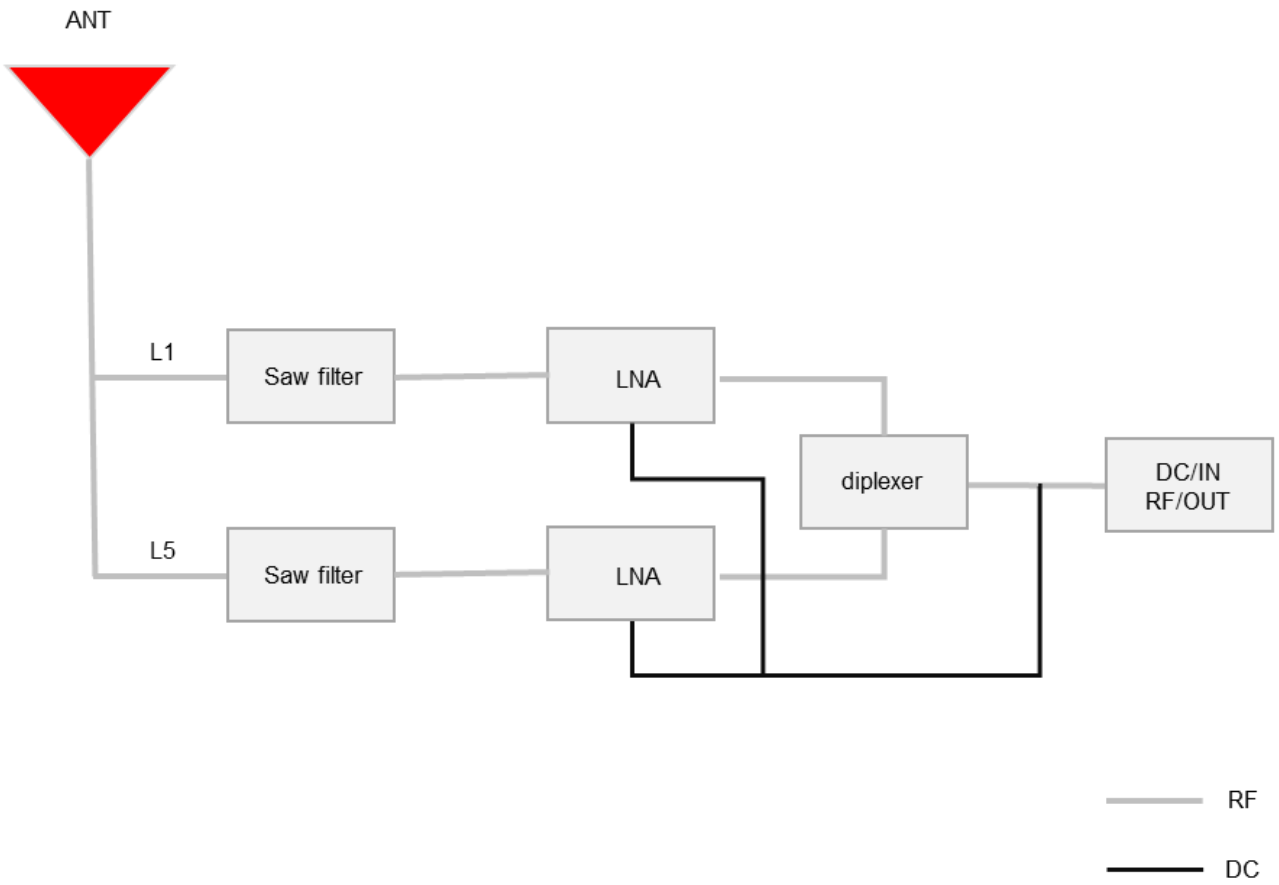 ANT
L1
Saw filter
LNA
diplexer
DC/IN
RF/OUT
L5
Saw filter
LNA
RF
DC